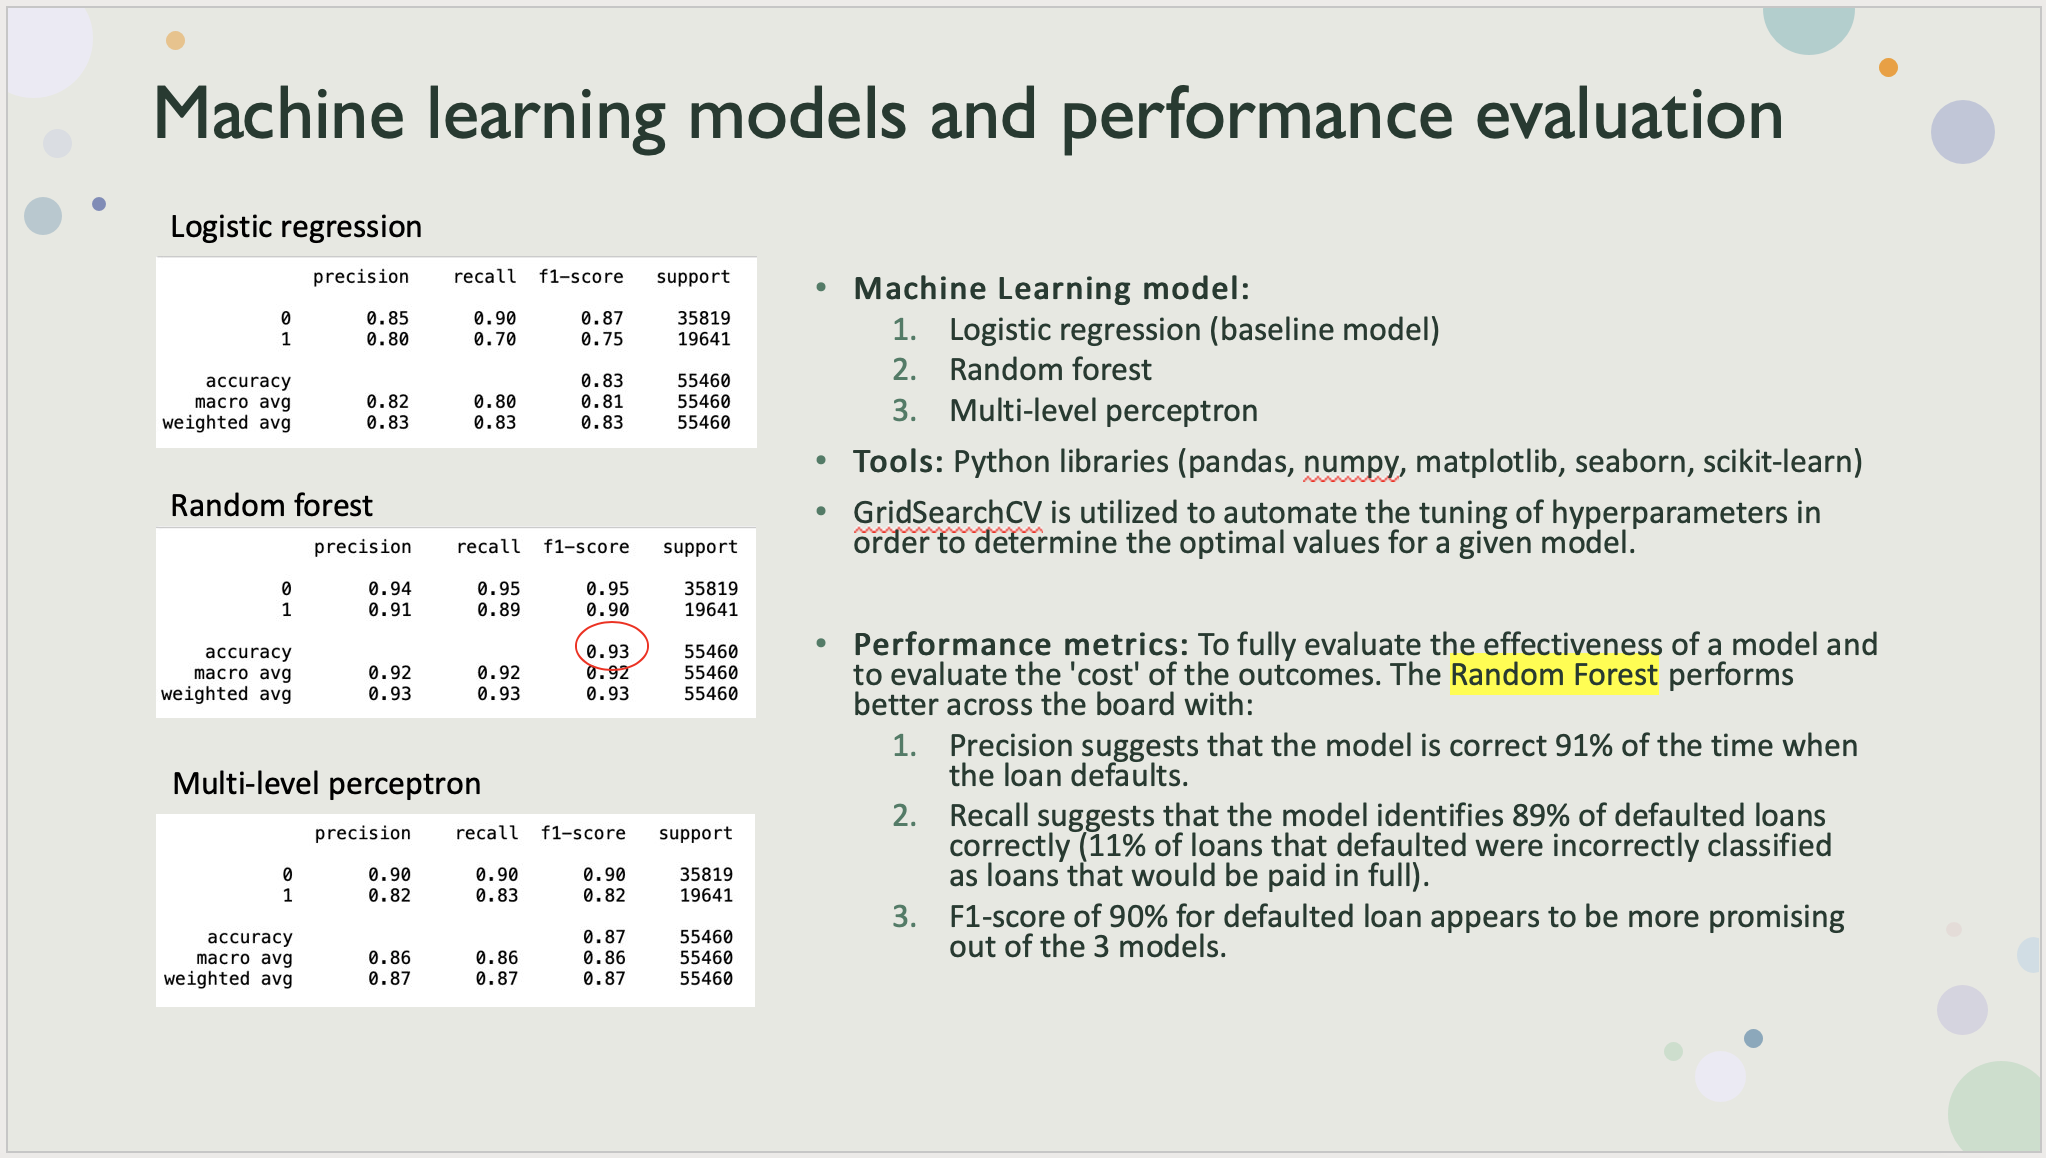 Machine learning models and performance evaluation
Logistic regression
precision recall f1-score support
0 0.85 0.90 0.87 35819
1 0.80 0.70 0.75 19641
accuracy 0.83 55460
macro avg 0.82 0.80 0.81 55460
weighted avg 0.83 0.83 0.83 55460
Random forest
precision recall f1-score support
0 0.94 0.95 0.95 35819
1 0.91 0.89 0.90 19641
accuracy 0.93 55460
macro avg 0.92 0.92 0.92 55460
weighted avg 0.93 0.93 0.93 55460
Multi-level perceptron
precision recall f1-score support
0 0.90 0.90 0.90 35819
1 0.82 0.83 0.82 19641
accuracy 0.87 55460
macro avg 0.86 0.86 0.86 55460
weighted avg 0.87 0.87 0.87 55460
• Machine Learning model:
1. Logistic regression (baseline model)
2. Random forest
3. Multi-level perceptron
• Tools: Python libraries (pandas, numpy, matplotlib, seaborn, scikit-learn)
• GridSearchCV is utilized to automate the tuning of hyperparameters in
order to determine the optimal values for a given model.
• Performance metrics: To fully evaluate the effectiveness of a model and
to evaluate the 'cost' of the outcomes. The Random Forest performs
better across the board with:
1. Precision suggests that the model is correct 91% of the time when
the loan defaults.
2. Recall suggests that the model identifies 89% of defaulted loans
correctly (11% of loans that defaulted were incorrectly classified
as loans that would be paid in full).
3. F1-score of 90% for defaulted loan appears to be more promising
out of the 3 models.